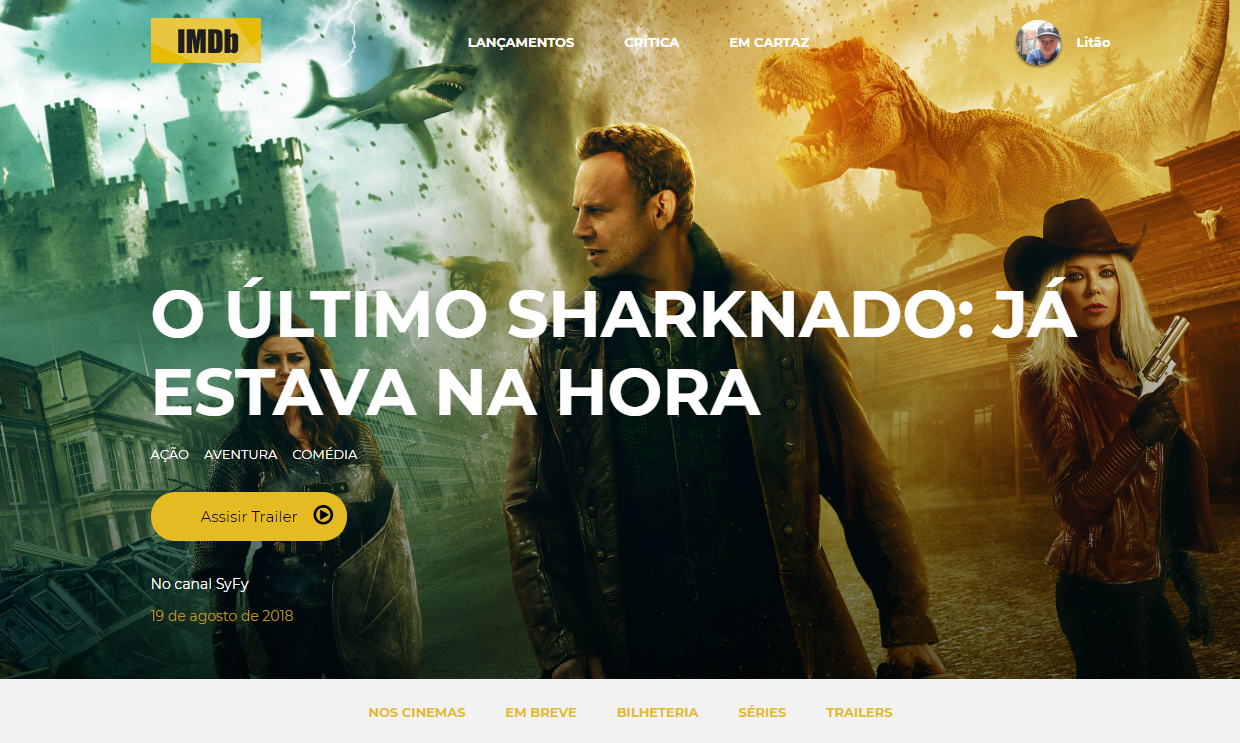 IMDb
LANÇAMENTOS CRÍTICA EM CARTAZ
Litão
O ÚLTIMO SHARKNADO: JÁ
ESTAVA NA HORA
AÇÃO AVENTURA COMÉDIA
Assisir Trailer
No canal SyFy
19 de agosto de 2018
NOS CINEMAS EM BREVE BILHETERIA SÉRIES TRAILERS